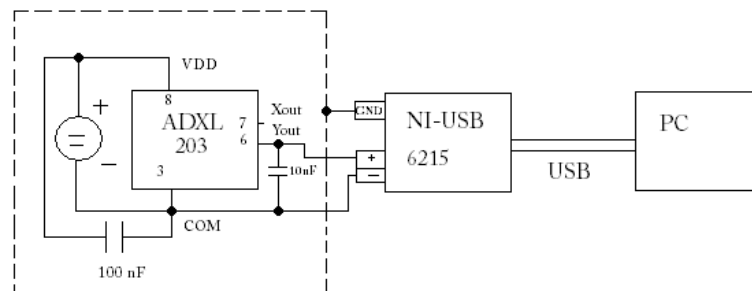 VDD
+
=
−
8
ADXL
203
7
6
3
Xout
Yout
10nF
COM
100 nF
GND
+
−
NI-USB
6215
USB
PC